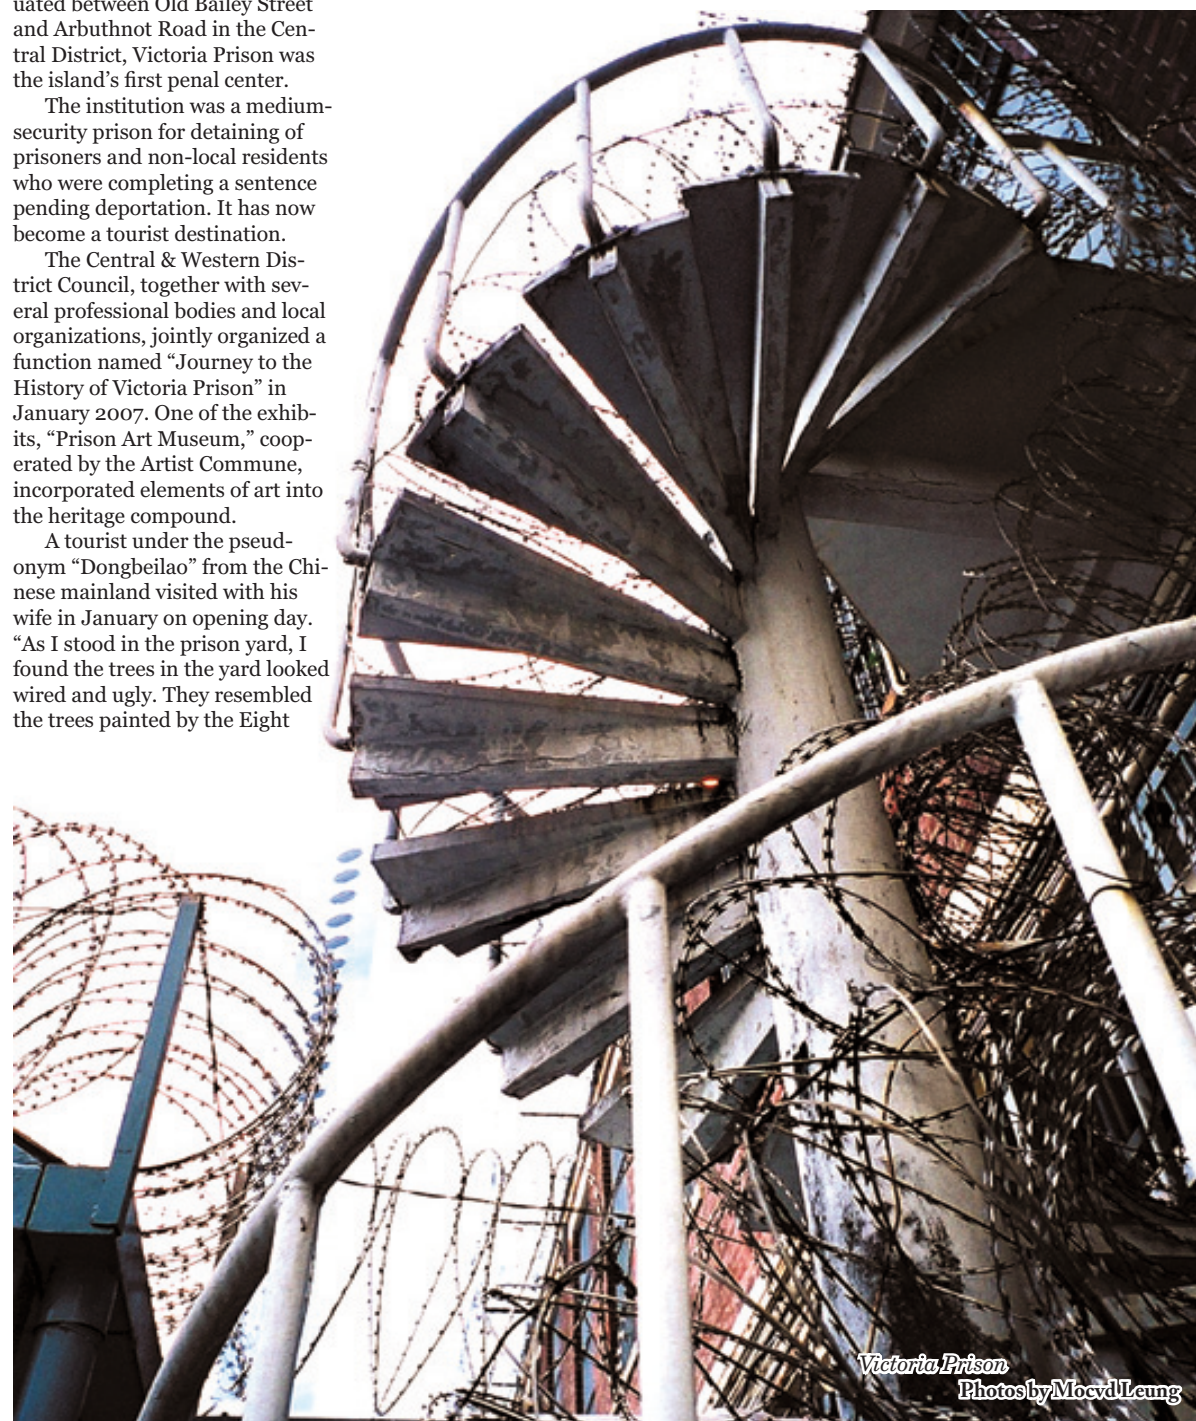 uated between Old Bailey Street
and Arbuthnot Road in the Cen-
tral District, Victoria Prison was
the island’s first penal center.
The institution was a medium-
security prison for detaining of
prisoners and non-local residents
who were completing a sentence
pending deportation. It has now
become a tourist destination.
The Central & Western Dis-
trict Council, together with sev-
eral professional bodies and local
organizations, jointly organized a
function named “Journey to the
History of Victoria Prison” in
January 2007. One of the exhib-
its, “Prison Art Museum,” coop-
erated by the Artist Commune,
incorporated elements of art into
the heritage compound.
A tourist under the pseud-
onym “Dongbeilao” from the Chi-
nese mainland visited with his
wife in January on opening day.
“As I stood in the prison yard, I
found the trees in the yard looked
wired and ugly. They resembled
the trees painted by the Eight
Victoria Prison
Photos by Mocvd Leung